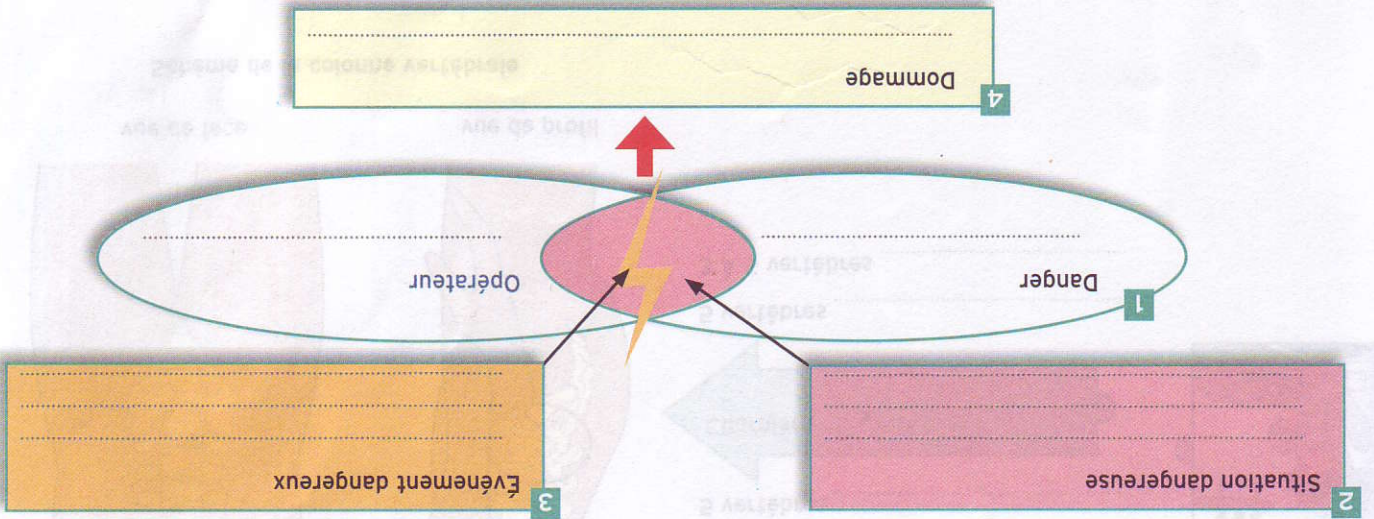 2 Situation dangereuse
3 Événement dangereux
1 Danger
Opérateur
4 Dommage